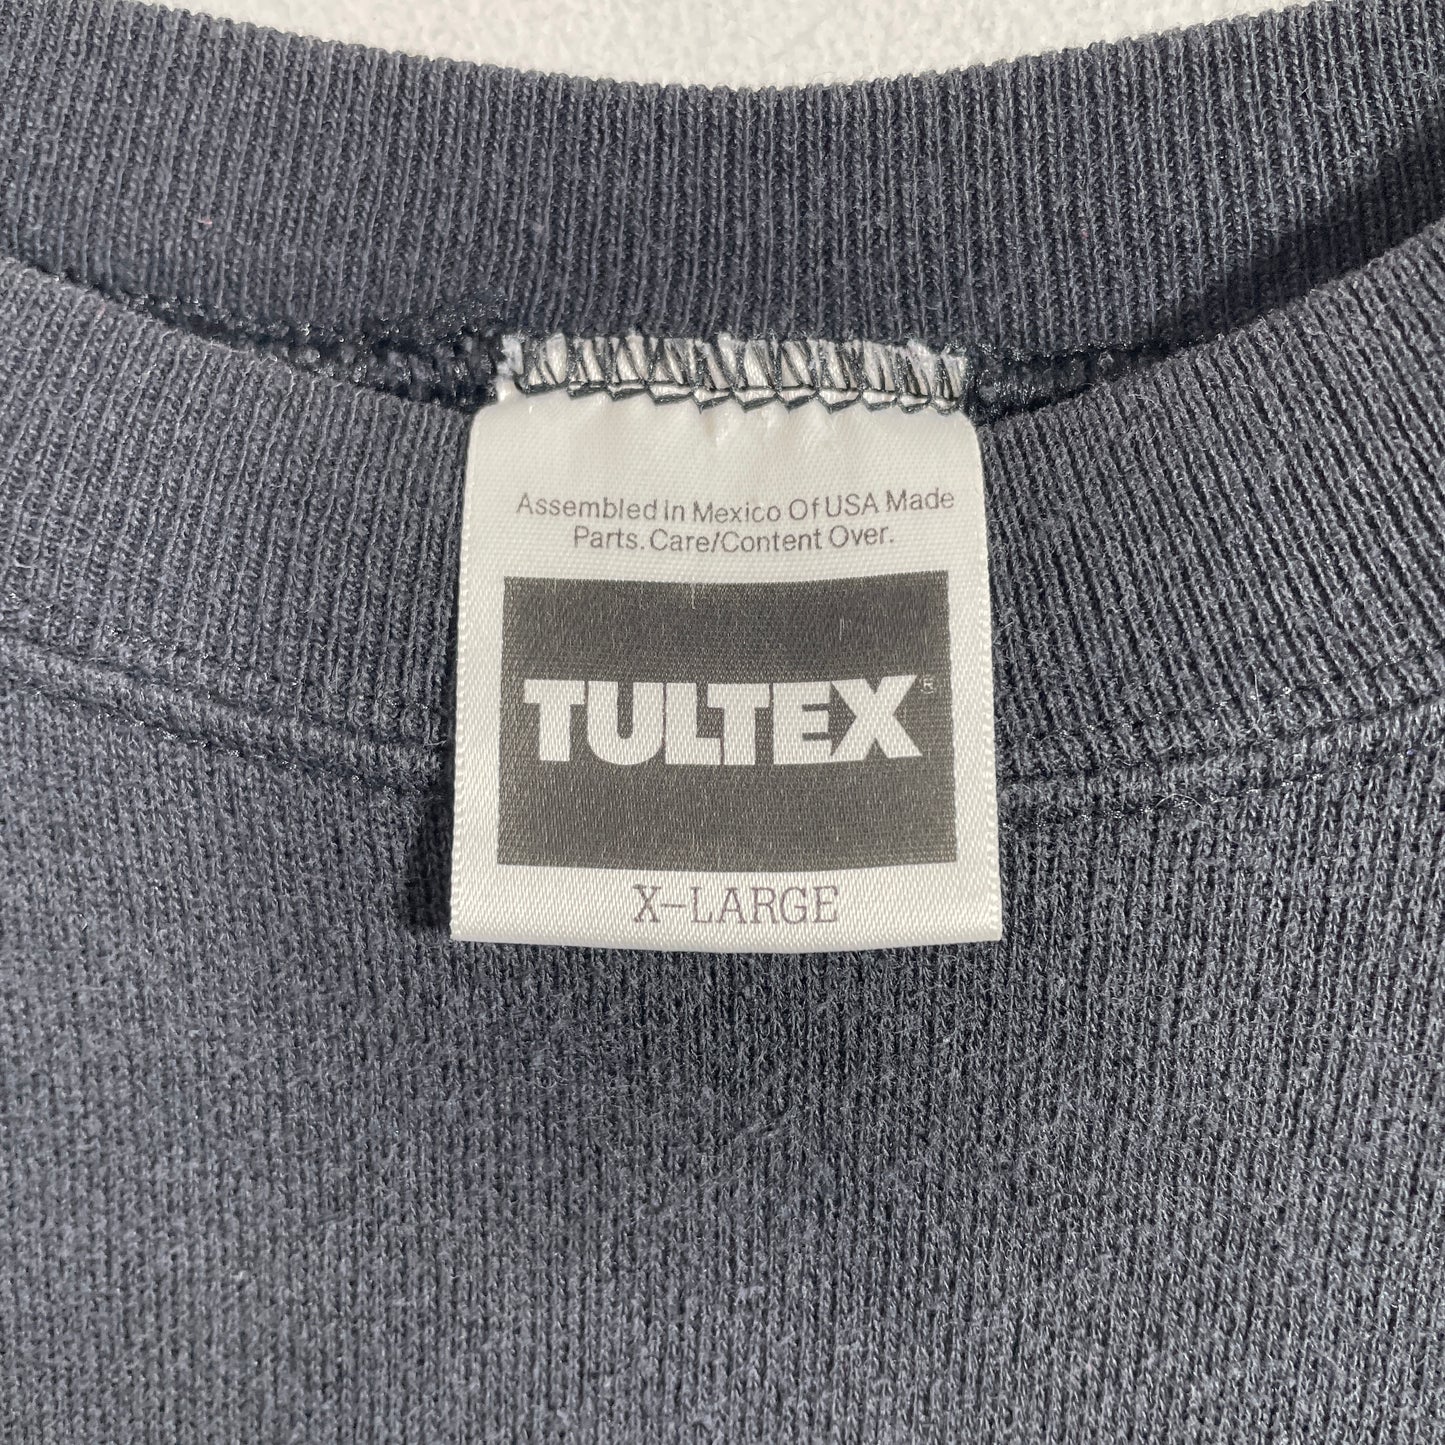 Assembled in Mexico Of USA Made
Parts. Care/Content Over.
TULTEX®
X-LARGE